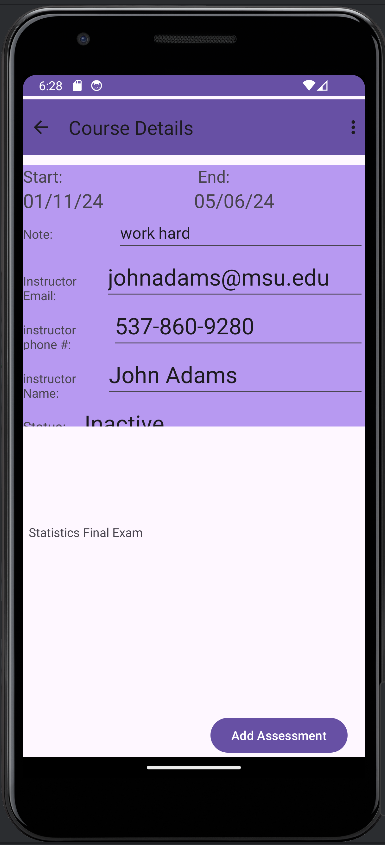 6:28
Course Details
Start: End:
01/11/24 05/06/24
Note: work hard
Instructor Email: johnadams@msu.edu
instructor phone #: 537-860-9280
instructor Name: John Adams
Status: Inactive
Statistics Final Exam
Add Assessment